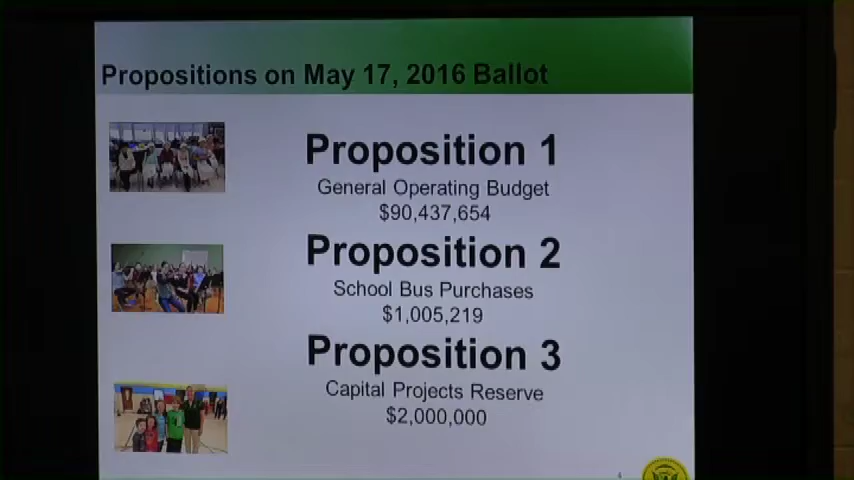 Propositions on May 17, 2016 Ballot
Proposition 1
General Operating Budget
$90,437,654
Proposition 2
School Bus Purchases
$1,005,219
Proposition 3
Capital Projects Reserve
$2,000,000
4